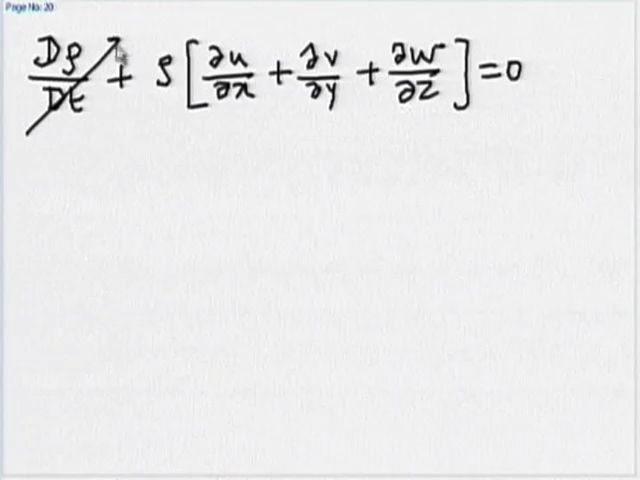 Page No: 20
Dρ/Dt + ρ [ ∂u/∂x + ∂v/∂y + ∂w/∂z ] = 0